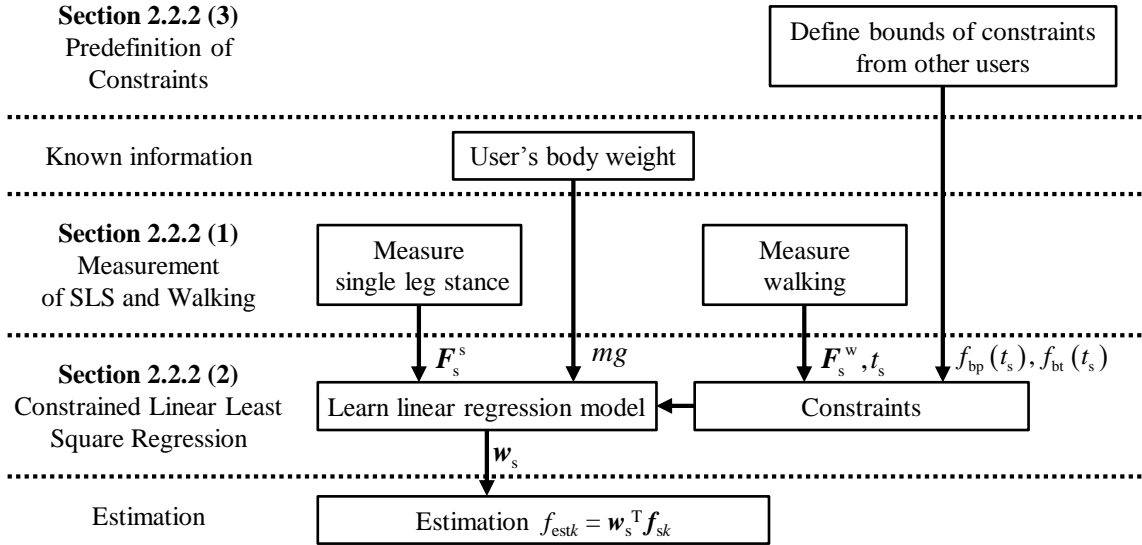 Section 2.2.2 (3)
Predefinition of
Constraints
Define bounds of constraints
from other users
Known information
User's body weight
Section 2.2.2 (1)
Measurement
of SLS and Walking
Measure
single leg stance
Measure
walking
Section 2.2.2 (2)
Constrained Linear Least
Square Regression
F_s^s
mg
F_s^w, t_s
f_bp(t_s), f_bt(t_s)
Learn linear regression model
Constraints
w_s
Estimation
Estimation f_estk = w_s^T f_sk